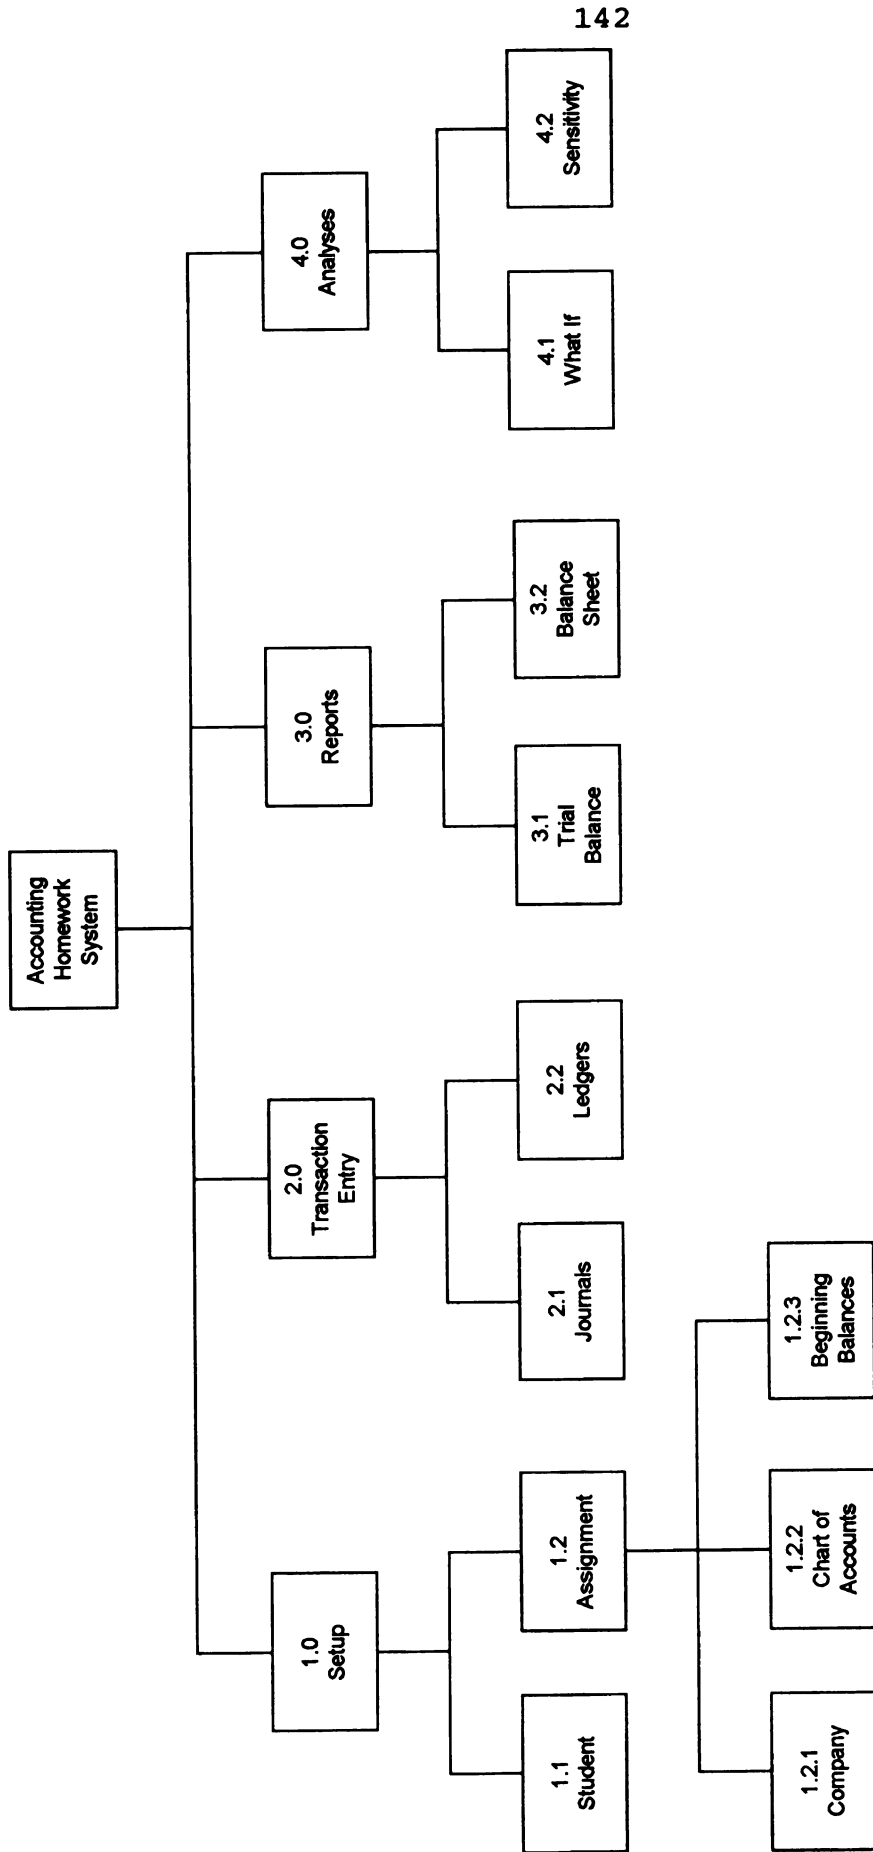 142
Accounting
Homework
System
1.0
Setup
2.0
Transaction
Entry
3.0
Reports
4.0
Analyses
1.1
Student
1.2
Assignment
2.1
Journals
2.2
Ledgers
3.1
Trial
Balance
3.2
Balance
Sheet
4.1
What If
4.2
Sensitivity
1.2.1
Company
1.2.2
Chart of
Accounts
1.2.3
Beginning
Balances